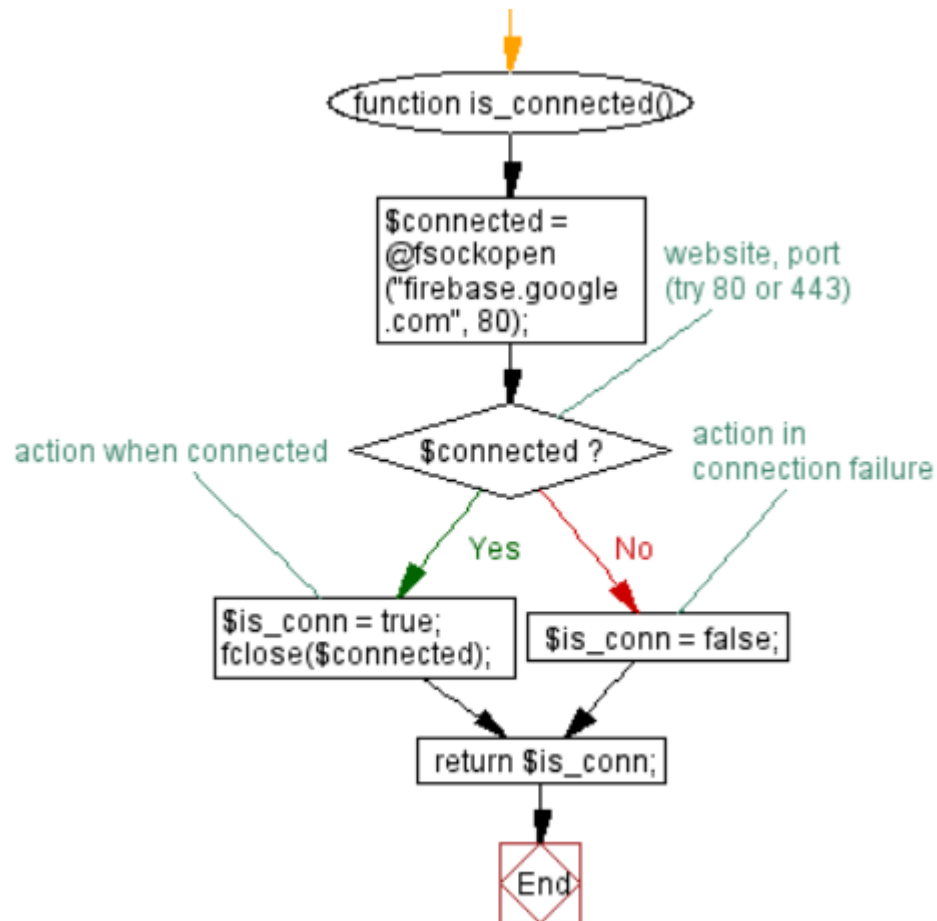 function is_connected()
$connected =
@fsockopen
("firebase.google
.com", 80);
website, port
(try 80 or 443)
$connected ?
action when connected
action in
connection failure
Yes
No
$is_conn = true;
fclose($connected);
$is_conn = false;
return $is_conn;
End